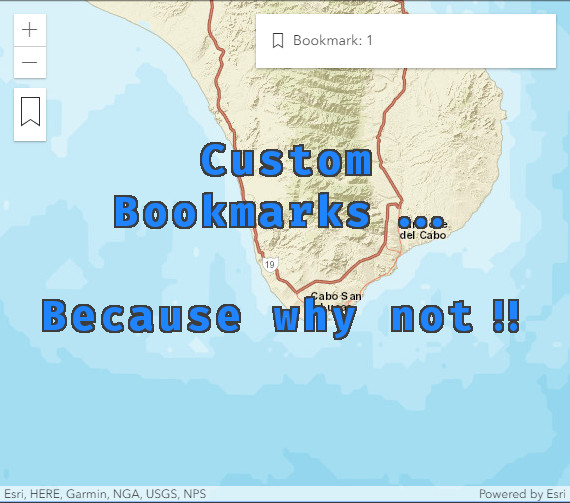 Bookmark: 1
Custom
Bookmarks ...
del Cabo
19
Cabo San
Because why not !!
Esri, HERE, Garmin, NGA, USGS, NPS
Powered by Esri